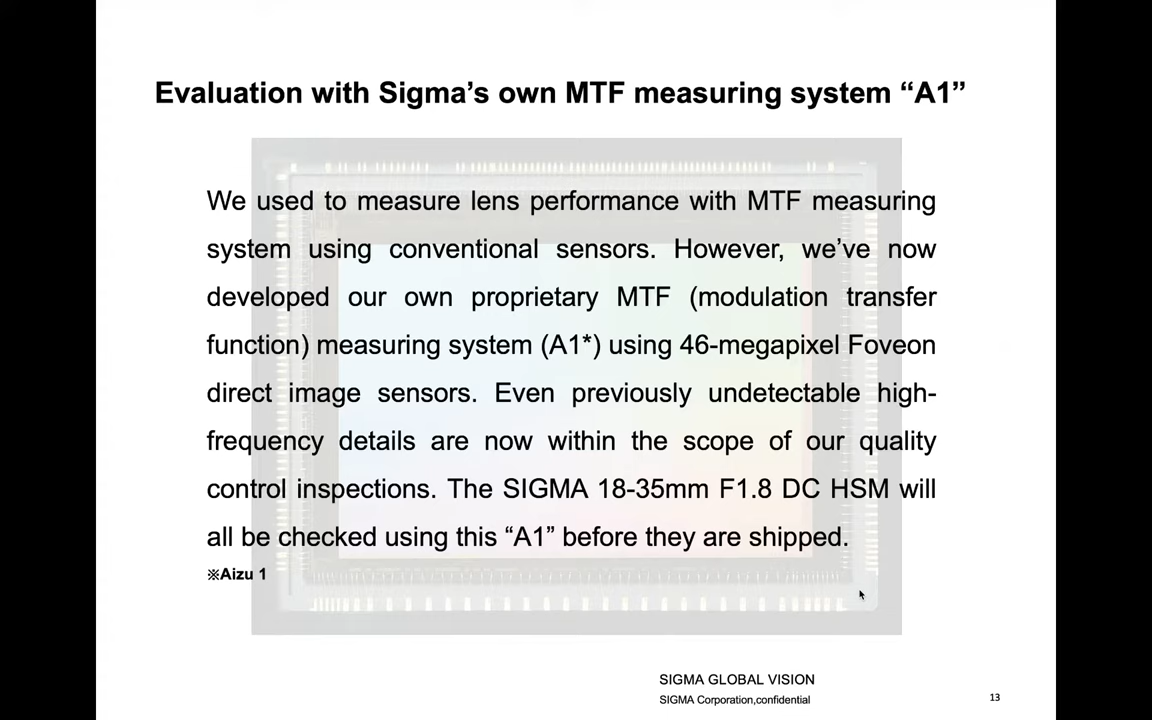 Evaluation with Sigma’s own MTF measuring system “A1”
We used to measure lens performance with MTF measuring
system using conventional sensors. However, we’ve now
developed our own proprietary MTF (modulation transfer
function) measuring system (A1*) using 46-megapixel Foveon
direct image sensors. Even previously undetectable high-
frequency details are now within the scope of our quality
control inspections. The SIGMA 18-35mm F1.8 DC HSM will
all be checked using this “A1” before they are shipped.
※Aizu 1
SIGMA GLOBAL VISION
SIGMA Corporation,confidential
13